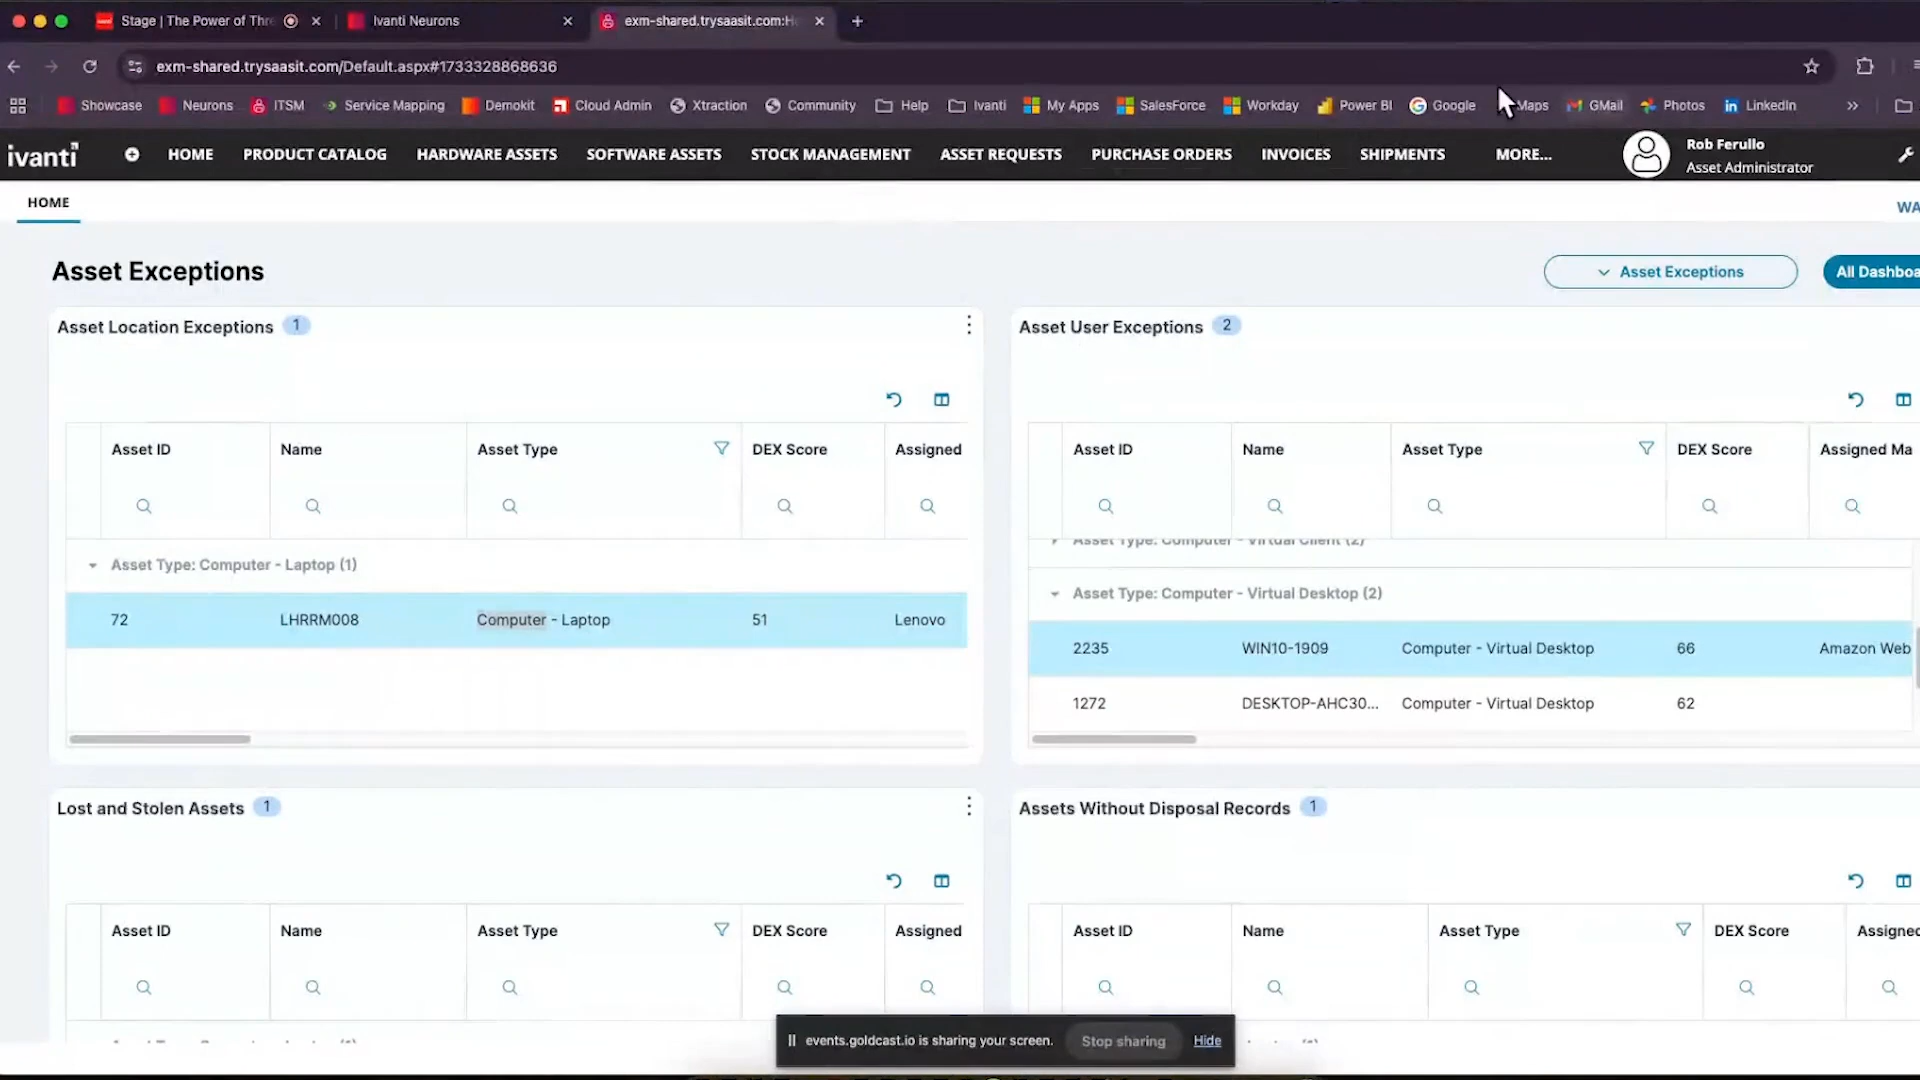 Stage | The Power of Thre
Ivanti Neurons
exm-shared.trysaasit.com:H
exm-shared.trysaasit.com/Default.aspx#1733328868636
Showcase Neurons ITSM Service Mapping Demokit Cloud Admin Xtraction Community Help Ivanti My Apps SalesForce Workday Power BI Google Maps GMail Photos LinkedIn
ivanti HOME PRODUCT CATALOG HARDWARE ASSETS SOFTWARE ASSETS STOCK MANAGEMENT ASSET REQUESTS PURCHASE ORDERS INVOICES SHIPMENTS MORE...
Rob Ferullo
Asset Administrator
HOME
WA
Asset Exceptions
Asset Exceptions
All Dashboa
Asset Location Exceptions 1
Asset ID Name Asset Type DEX Score Assigned
Asset Type: Computer - Laptop (1)
72 LHRRM008 Computer - Laptop 51 Lenovo
Asset User Exceptions 2
Asset ID Name Asset Type DEX Score Assigned Ma
Asset Type: Computer - Virtual Client (2)
Asset Type: Computer - Virtual Desktop (2)
2235 WIN10-1909 Computer - Virtual Desktop 66 Amazon Web
1272 DESKTOP-AHC30... Computer - Virtual Desktop 62
Lost and Stolen Assets 1
Asset ID Name Asset Type DEX Score Assigned
Assets Without Disposal Records 1
Asset ID Name Asset Type DEX Score Assigned
events.goldcast.io is sharing your screen. Stop sharing Hide